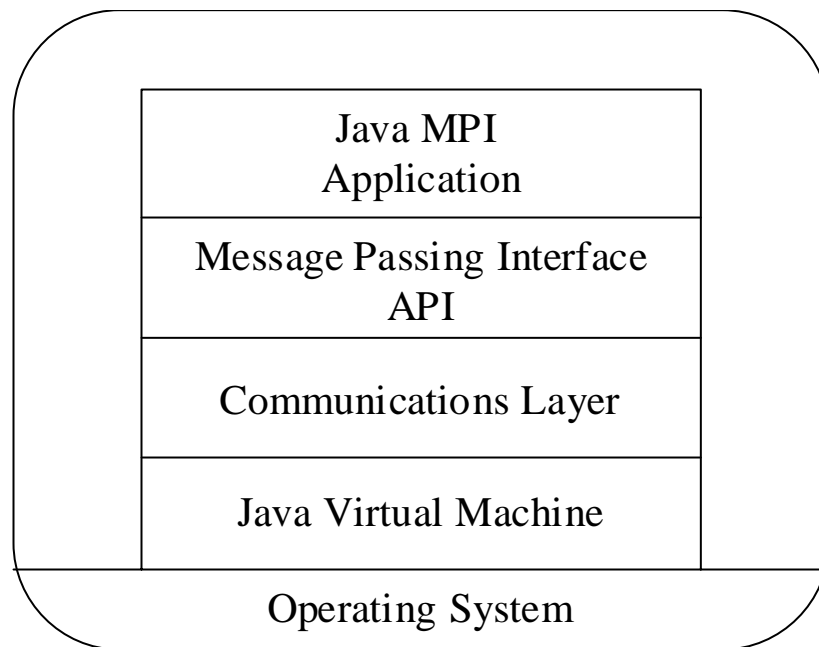 Java MPI
Application
Message Passing Interface
API
Communications Layer
Java Virtual Machine
Operating System